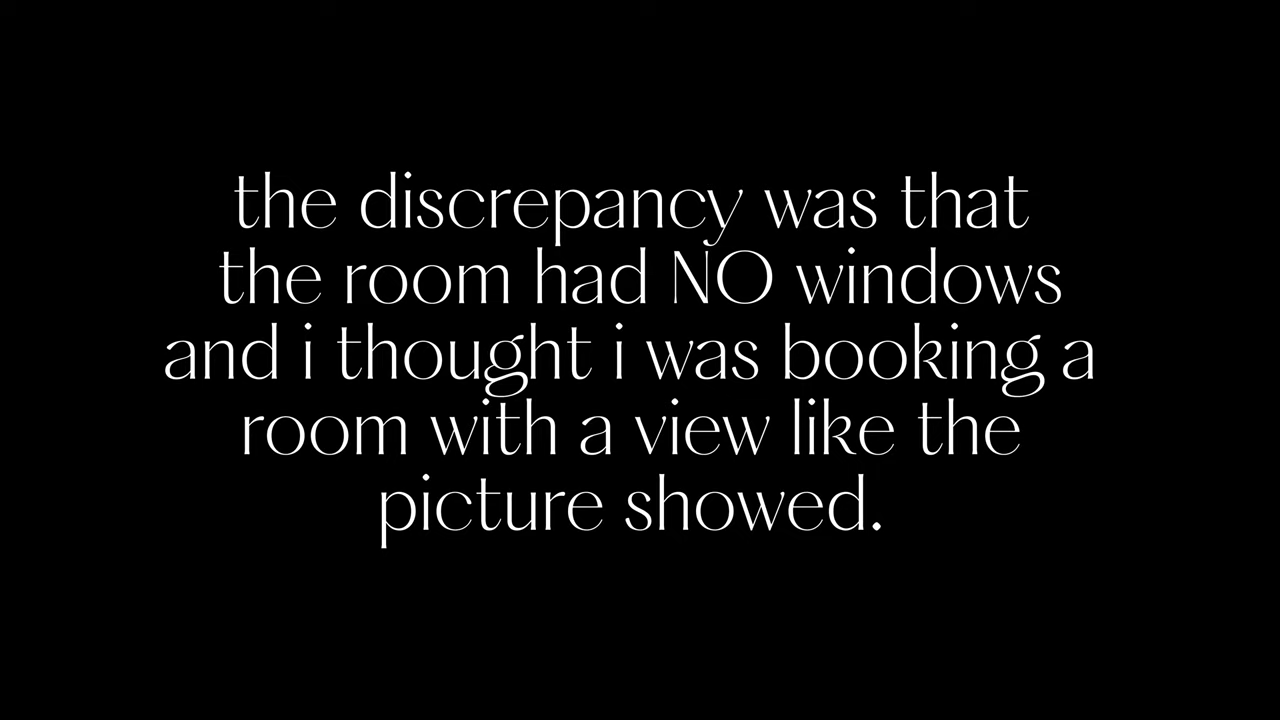 the discrepancy was that
the room had NO windows
and i thought i was booking a
room with a view like the
picture showed.